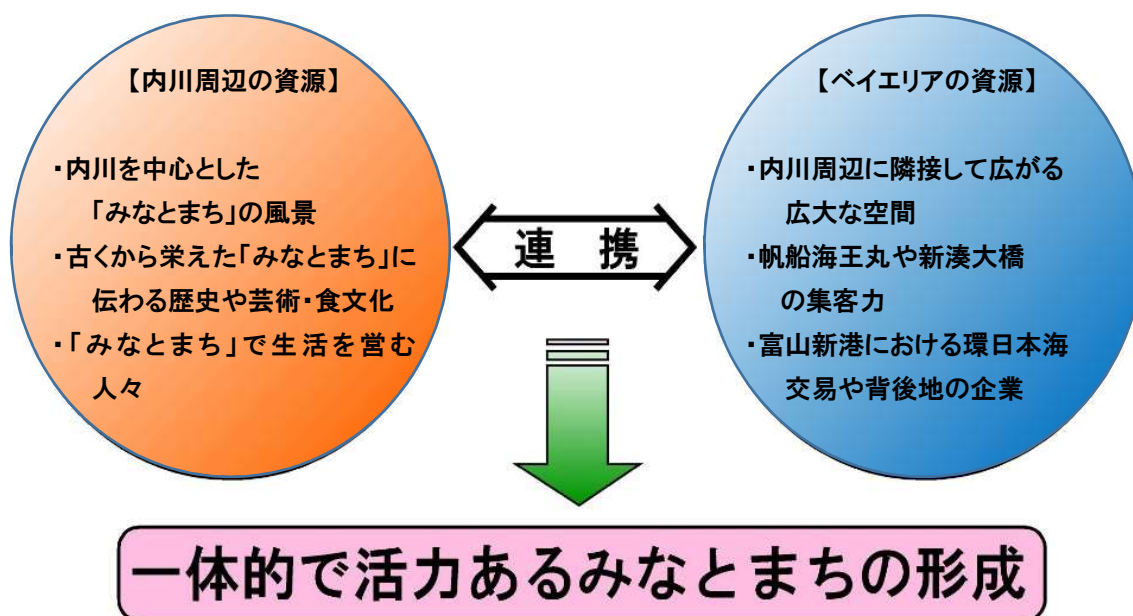 【内川周辺の資源】
・内川を中心とした
「みなとまち」の風景
・古くから栄えた「みなとまち」に
伝わる歴史や芸術・食文化
・「みなとまち」で生活を営む
人々
連 携
【ベイエリアの資源】
・内川周辺に隣接して広がる
広大な空間
・帆船海王丸や新湊大橋
の集客力
・富山新港における環日本海
交易や背後地の企業
一体的で活力あるみなとまちの形成